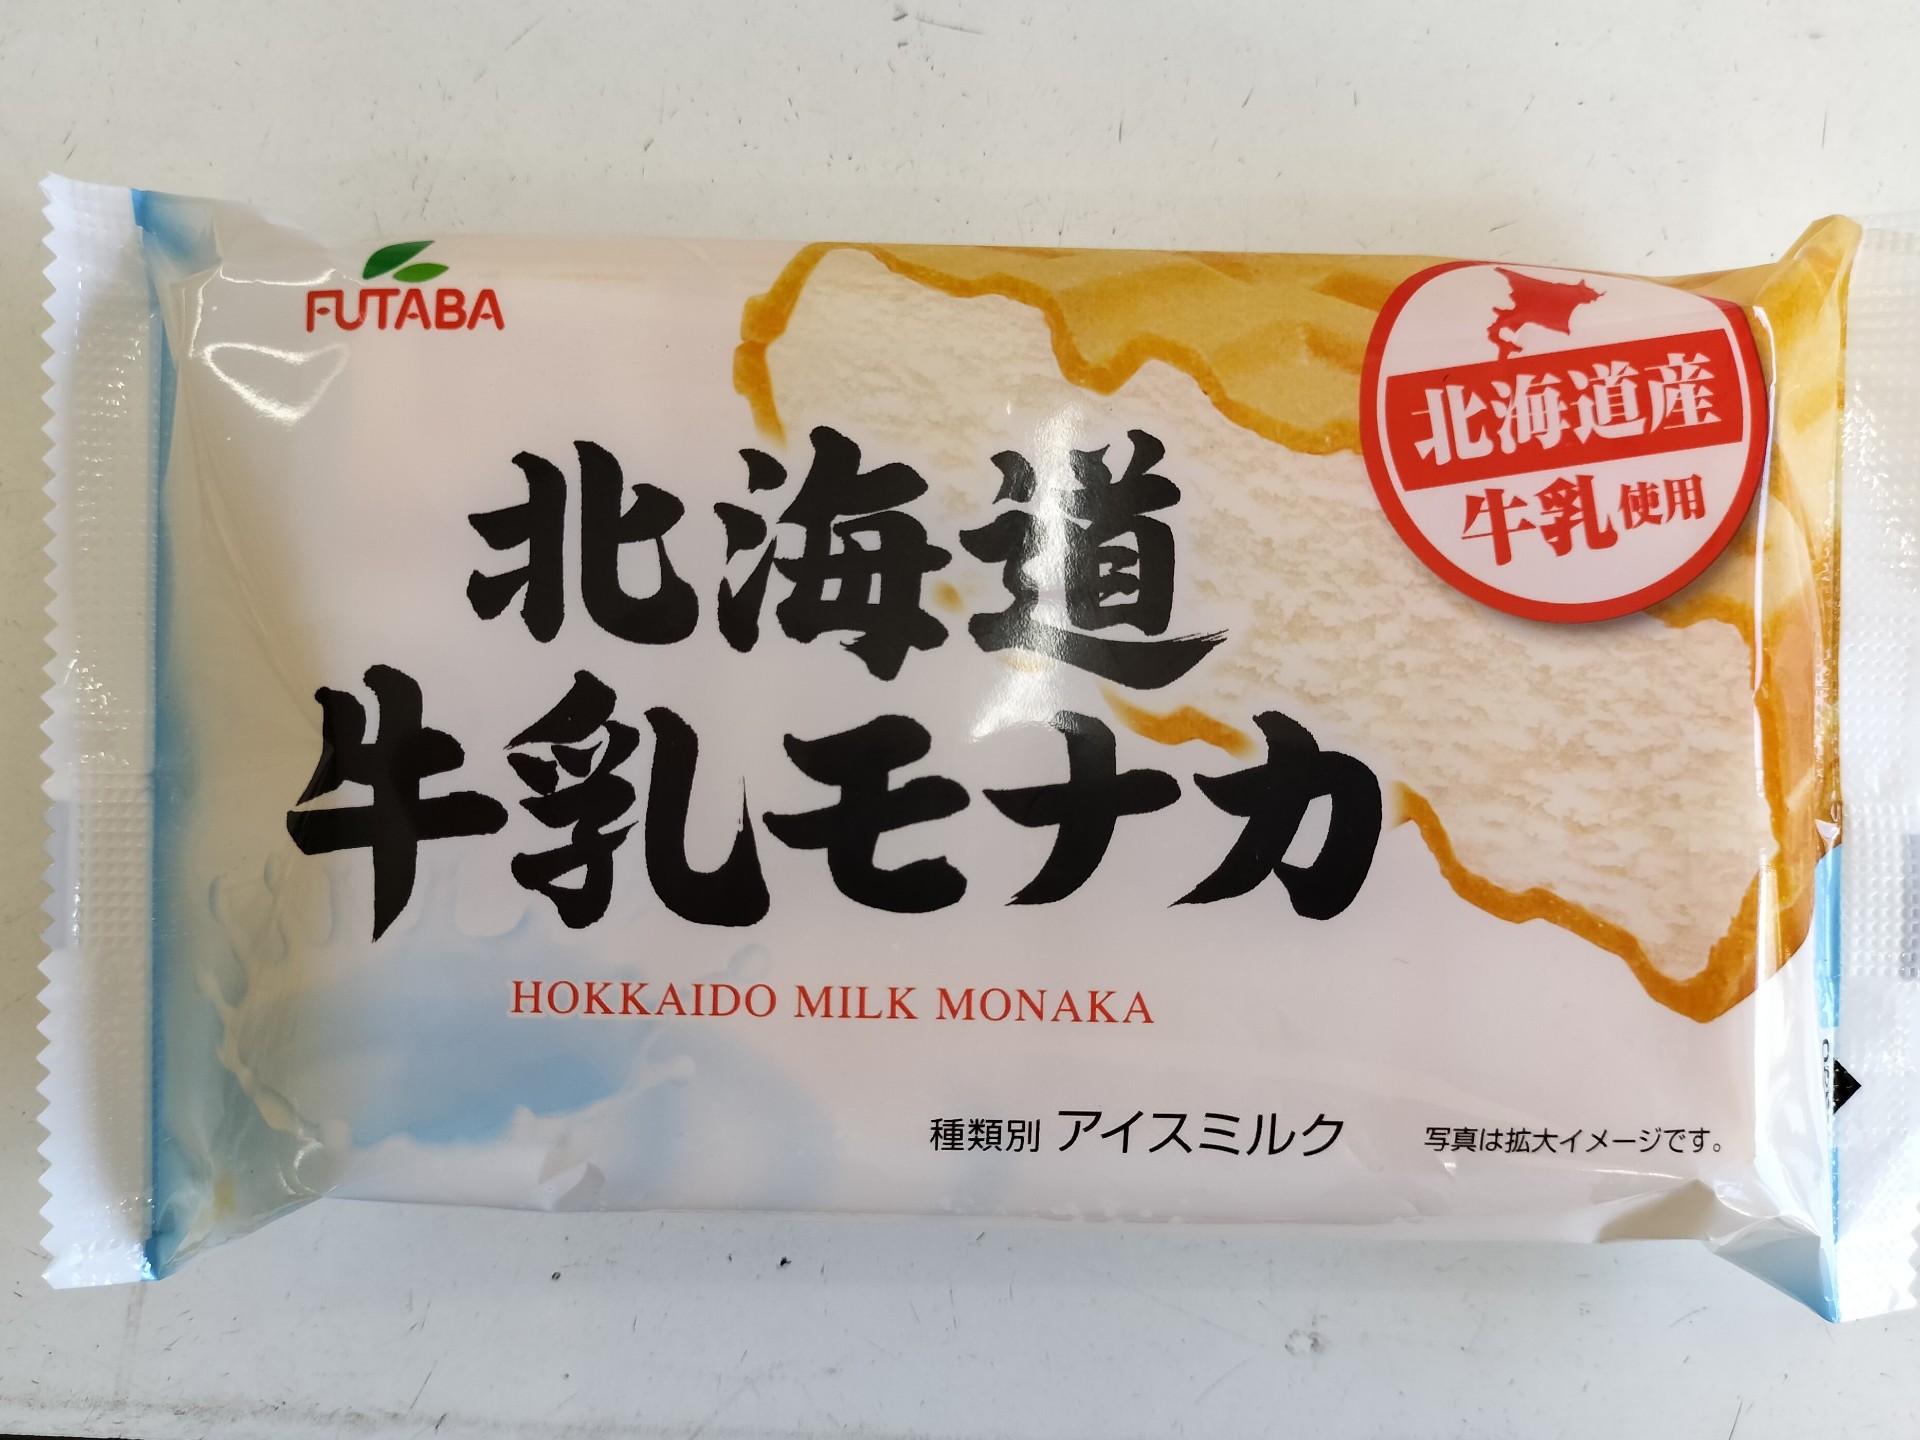 FUTABA
北海道産
牛乳使用
北海道
牛乳モナカ
HOKKAIDO MILK MONAKA
種類別 アイスミルク
写真は拡大イメージです。